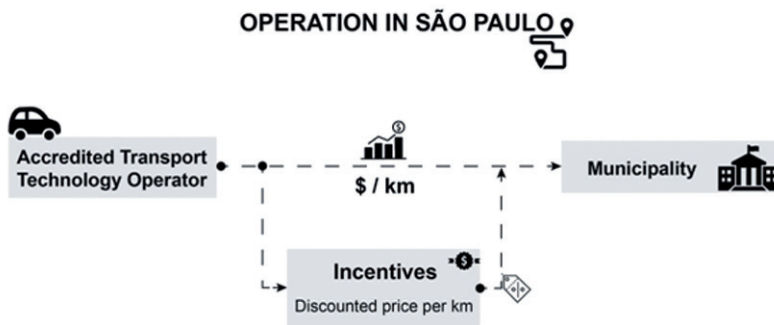 OPERATION IN SÃO PAULO
Accredited Transport
Technology Operator
$ / km
Municipality
Incentives
Discounted price per km